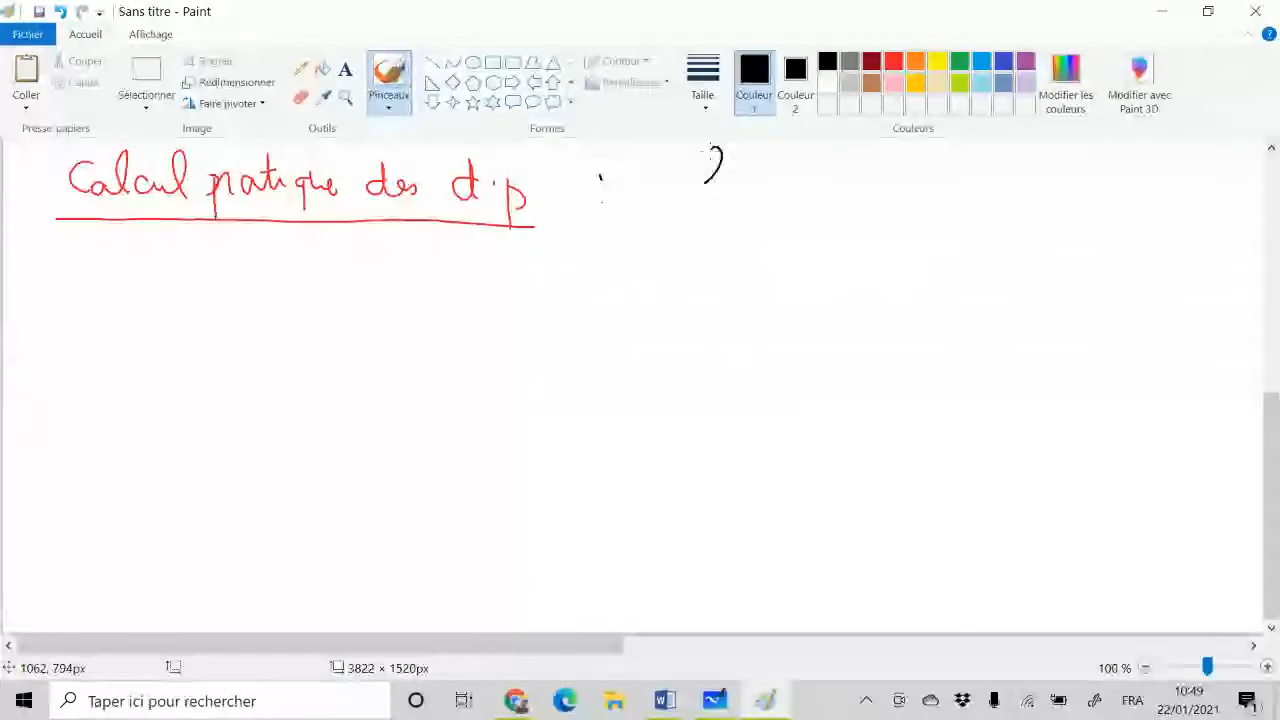 Sans titre - Paint
Fichier Accueil Affichage
Coller Couper Copier
Sélectionner Rogner Redimensionner Faire pivoter
Pinceaux
Contour Remplissage
Taille
Couleur 1 Couleur 2
Modifier les couleurs
Modifier avec Paint 3D
Presse papiers Image Outils Formes Couleurs
Calcul pratique des d.p :
1062, 794px 3822 × 1520px 100 %
Taper ici pour rechercher FRA 10:49
22/01/2021